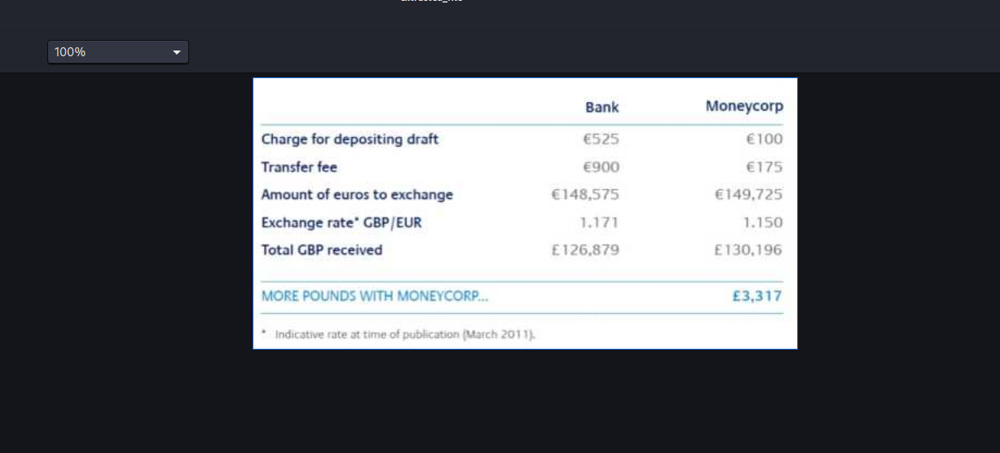 100%
Bank Moneycorp
Charge for depositing draft €525 €100
Transfer fee €900 €175
Amount of euros to exchange €148,575 €149,725
Exchange rate* GBP/EUR 1.171 1.150
Total GBP received £126,879 £130,196
MORE POUNDS WITH MONEYCORP... £3,317
* Indicative rate at time of publication (March 2011).